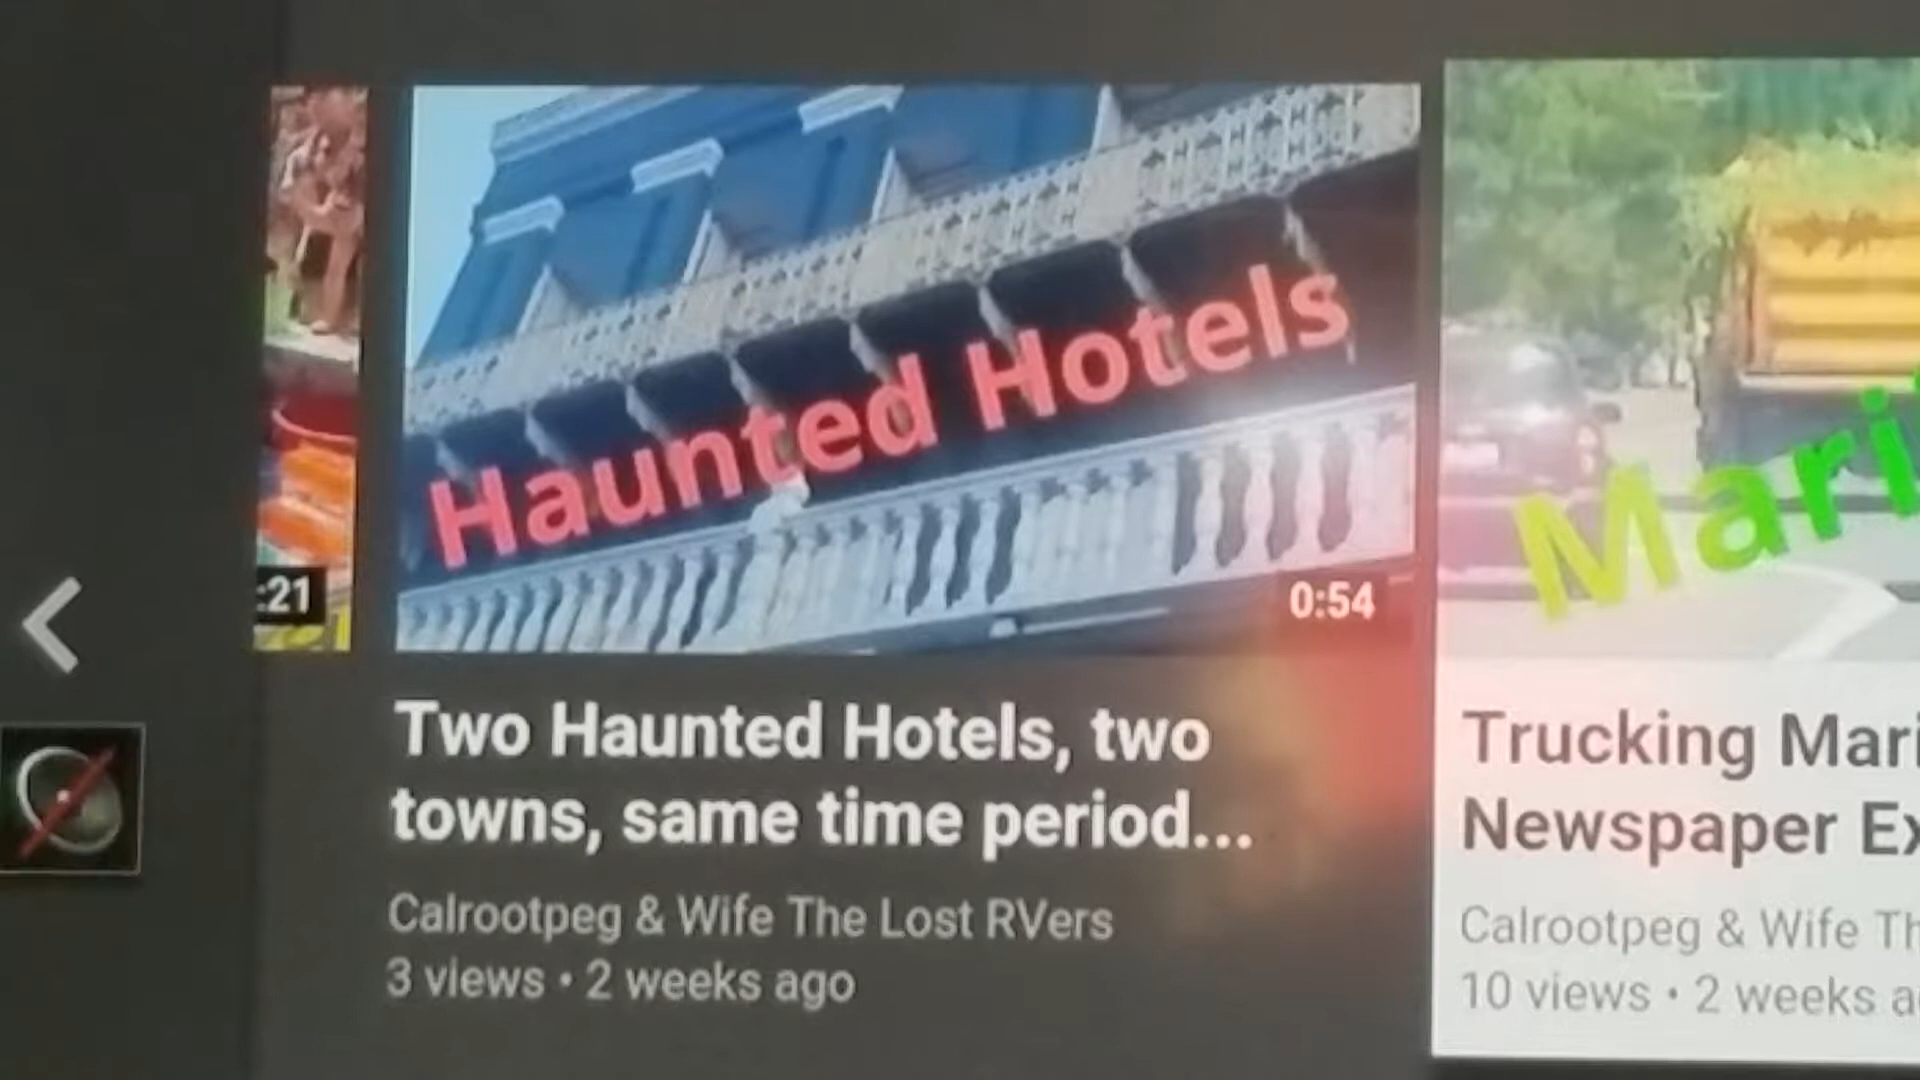 Haunted Hotels
:21
0:54
Two Haunted Hotels, two
towns, same time period...
Calrootpeg & Wife The Lost RVers
3 views • 2 weeks ago
Mari
Trucking Mari
Newspaper Ex
Calrootpeg & Wife Th
10 views • 2 weeks a